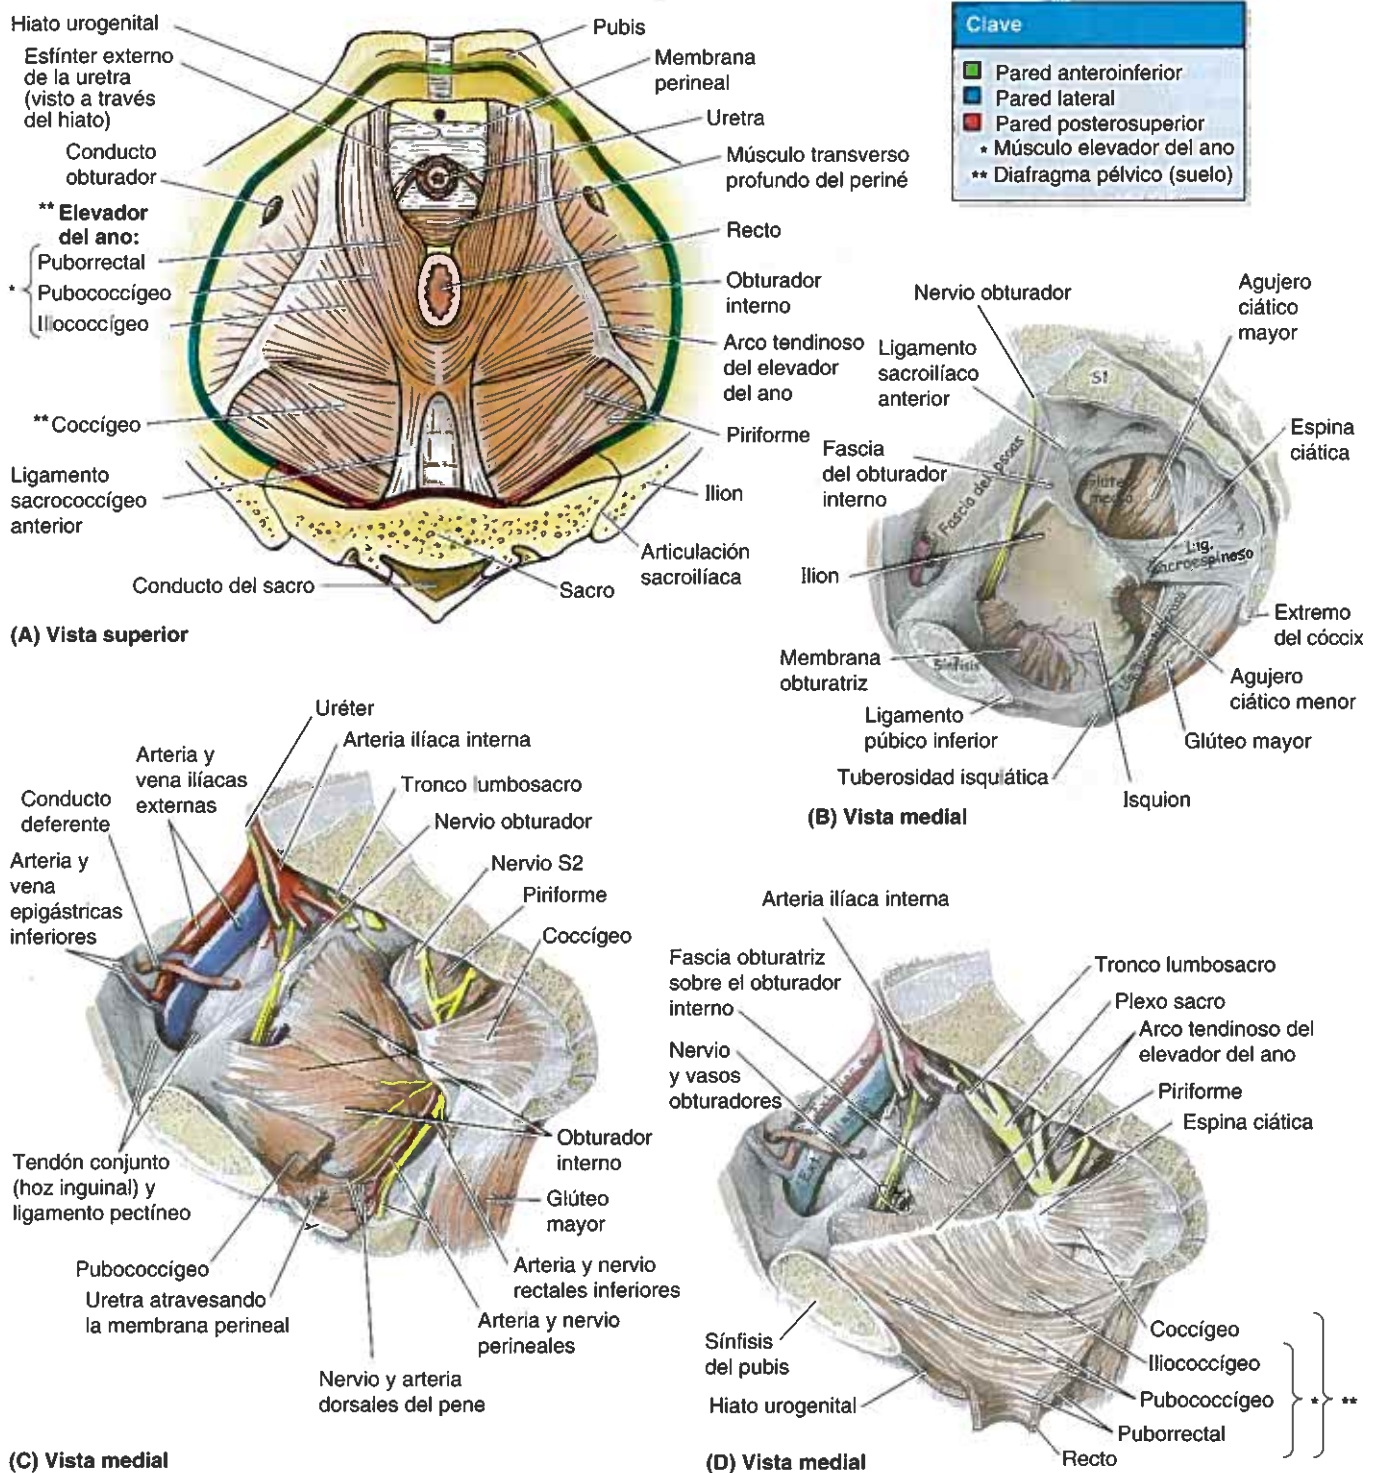 Hiato urogenital
Esfínter externo
de la uretra
(visto a través
del hiato)
Conducto
obturador
** Elevador
del ano:
Puborrectal
* Pubococcígeo
Iliococcígeo
** Coccígeo
Ligamento
sacrococcígeo
anterior
Conducto del sacro
Pubis
Membrana
perineal
Uretra
Músculo transverso
profundo del periné
Recto
Obturador
interno
Arco tendinoso
del elevador
del ano
Piriforme
Ilion
Articulación
sacroilíaca
Sacro
(A) Vista superior
Clave
Pared anteroinferior
Pared lateral
Pared posterosuperior
* Músculo elevador del ano
** Diafragma pélvico (suelo)
Nervio obturador
Ligamento
sacroilíaco
anterior
Fascia
del obturador
interno
Ilion
Membrana
obturatriz
Ligamento
púbico inferior
Tuberosidad isquiática
Agujero
ciático
mayor
Espina
ciática
Extremo
del cóccix
Agujero
ciático menor
Glúteo mayor
Isquion
S1
Fascia del psoas
Glúteo
medio
Lig.
sacroespinoso
Sínfisis
(B) Vista medial
Uréter
Arteria ilíaca interna
Arteria y
vena ilíacas
externas
Tronco lumbosacro
Conducto
deferente
Nervio obturador
Arteria y
vena
epigástricas
inferiores
Nervio S2
Piriforme
Coccígeo
Tendón conjunto
(hoz inguinal) y
ligamento pectíneo
Obturador
interno
Glúteo
mayor
Pubococcígeo
Uretra atravesando
la membrana perineal
Arteria y nervio
rectales inferiores
Arteria y nervio
perineales
Nervio y arteria
dorsales del pene
(C) Vista medial
Arteria ilíaca interna
Fascia obturatriz
sobre el obturador
interno
Nervio
y vasos
obturadores
Tronco lumbosacro
Plexo sacro
Arco tendinoso del
elevador del ano
Piriforme
Espina ciática
Ext.
Sínfisis
del pubis
Hiato urogenital
Coccígeo
Iliococcígeo
Pubococcígeo
* **
Puborrectal
Recto
(D) Vista medial